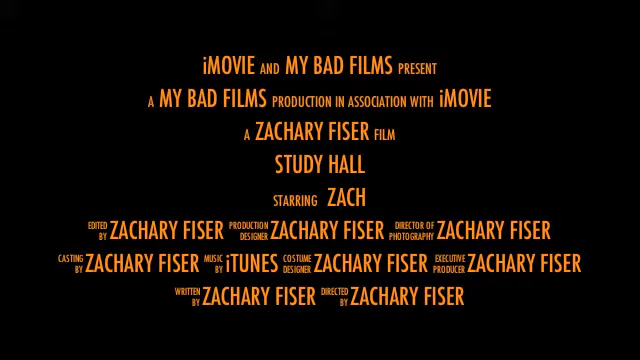 iMOVIE AND MY BAD FILMS PRESENT
A MY BAD FILMS PRODUCTION IN ASSOCIATION WITH iMOVIE
A ZACHARY FISER FILM
STUDY HALL
STARRING ZACH
EDITED BY ZACHARY FISER PRODUCTION DESIGNER ZACHARY FISER DIRECTOR OF PHOTOGRAPHY ZACHARY FISER
CASTING BY ZACHARY FISER MUSIC BY iTUNES COSTUME DESIGNER ZACHARY FISER EXECUTIVE PRODUCER ZACHARY FISER
WRITTEN BY ZACHARY FISER DIRECTED BY ZACHARY FISER